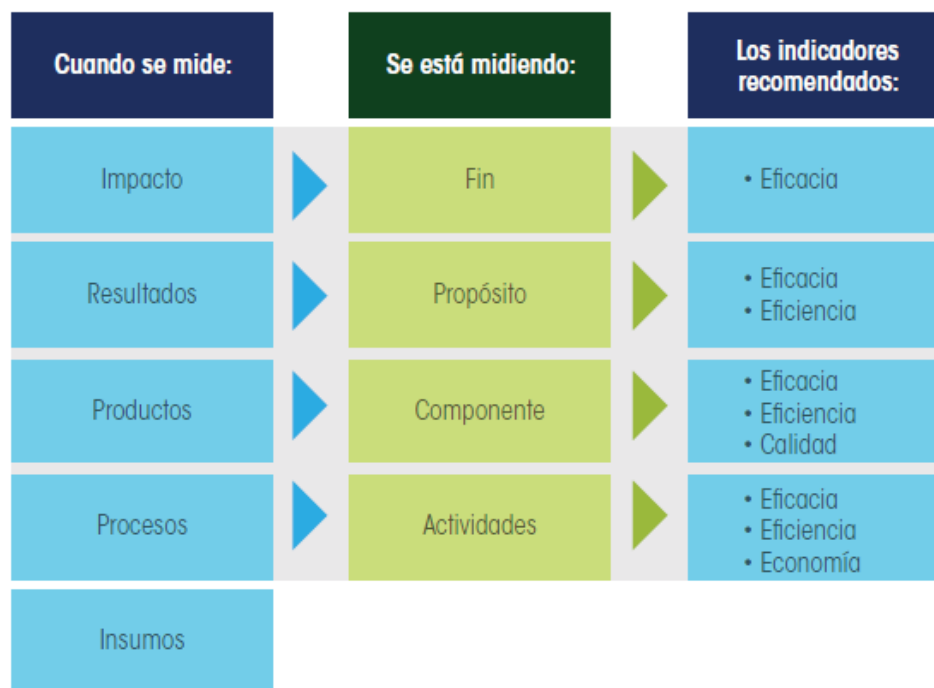 Cuando se mide:
Se está midiendo:
Los indicadores
recomendados:
Impacto
Fin
• Eficacia
Resultados
Propósito
• Eficacia
• Eficiencia
Productos
Componente
• Eficacia
• Eficiencia
• Calidad
Procesos
Actividades
• Eficacia
• Eficiencia
• Economía
Insumos